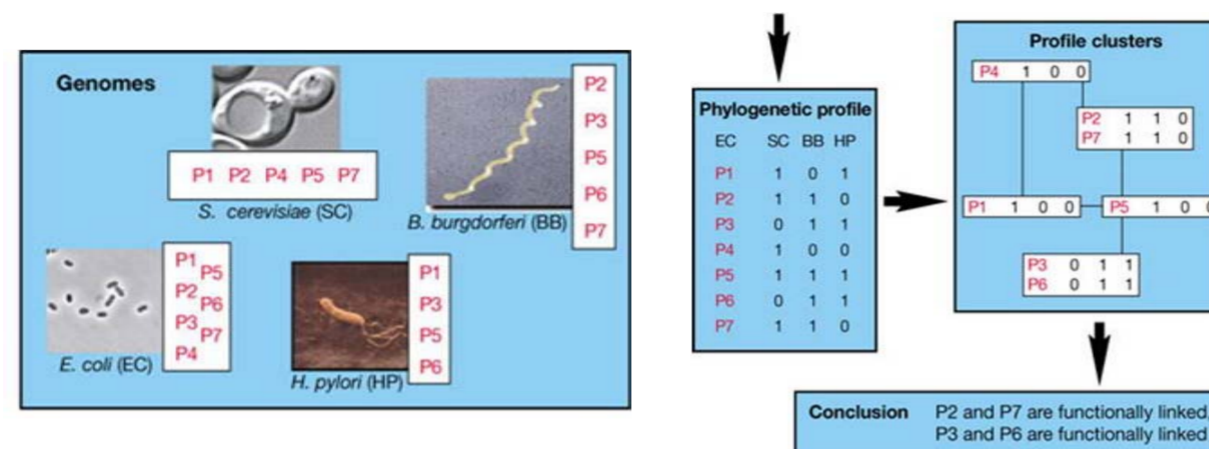 Genomes
P1 P2 P4 P5 P7
S. cerevisiae (SC)
P2
P3
P5
P6
P7
B. burgdorferi (BB)
P1
P5
P2
P6
P3
P7
P4
E. coli (EC)
P1
P3
P5
P6
H. pylori (HP)
Phylogenetic profile
EC SC BB HP
P1 1 0 1
P2 1 1 0
P3 0 1 1
P4 1 0 0
P5 1 1 1
P6 0 1 1
P7 1 1 0
Profile clusters
P4 1 0 0
P2 1 1 0
P7 1 1 0
P1 1 0 0
P5 1 0 0
P3 0 1 1
P6 0 1 1
Conclusion P2 and P7 are functionally linked,
P3 and P6 are functionally linked